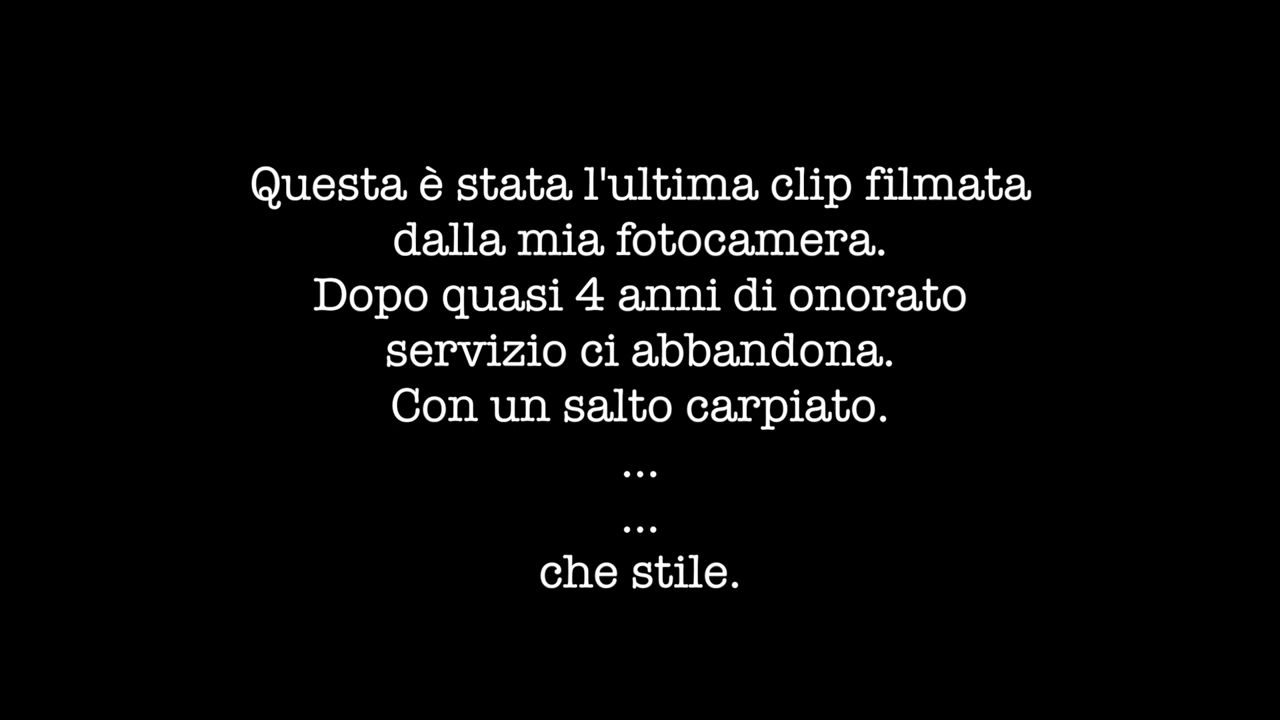 Questa è stata l'ultima clip filmata
dalla mia fotocamera.
Dopo quasi 4 anni di onorato
servizio ci abbandona.
Con un salto carpiato.
...
...
che stile.